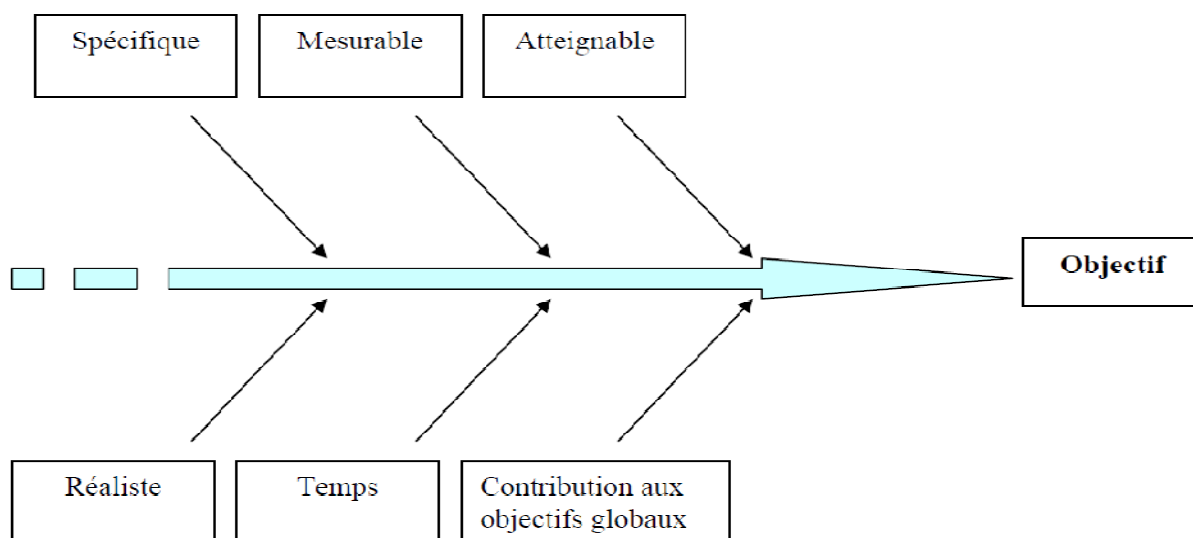 Spécifique
Mesurable
Atteignable
Objectif
Réaliste
Temps
Contribution aux
objectifs globaux